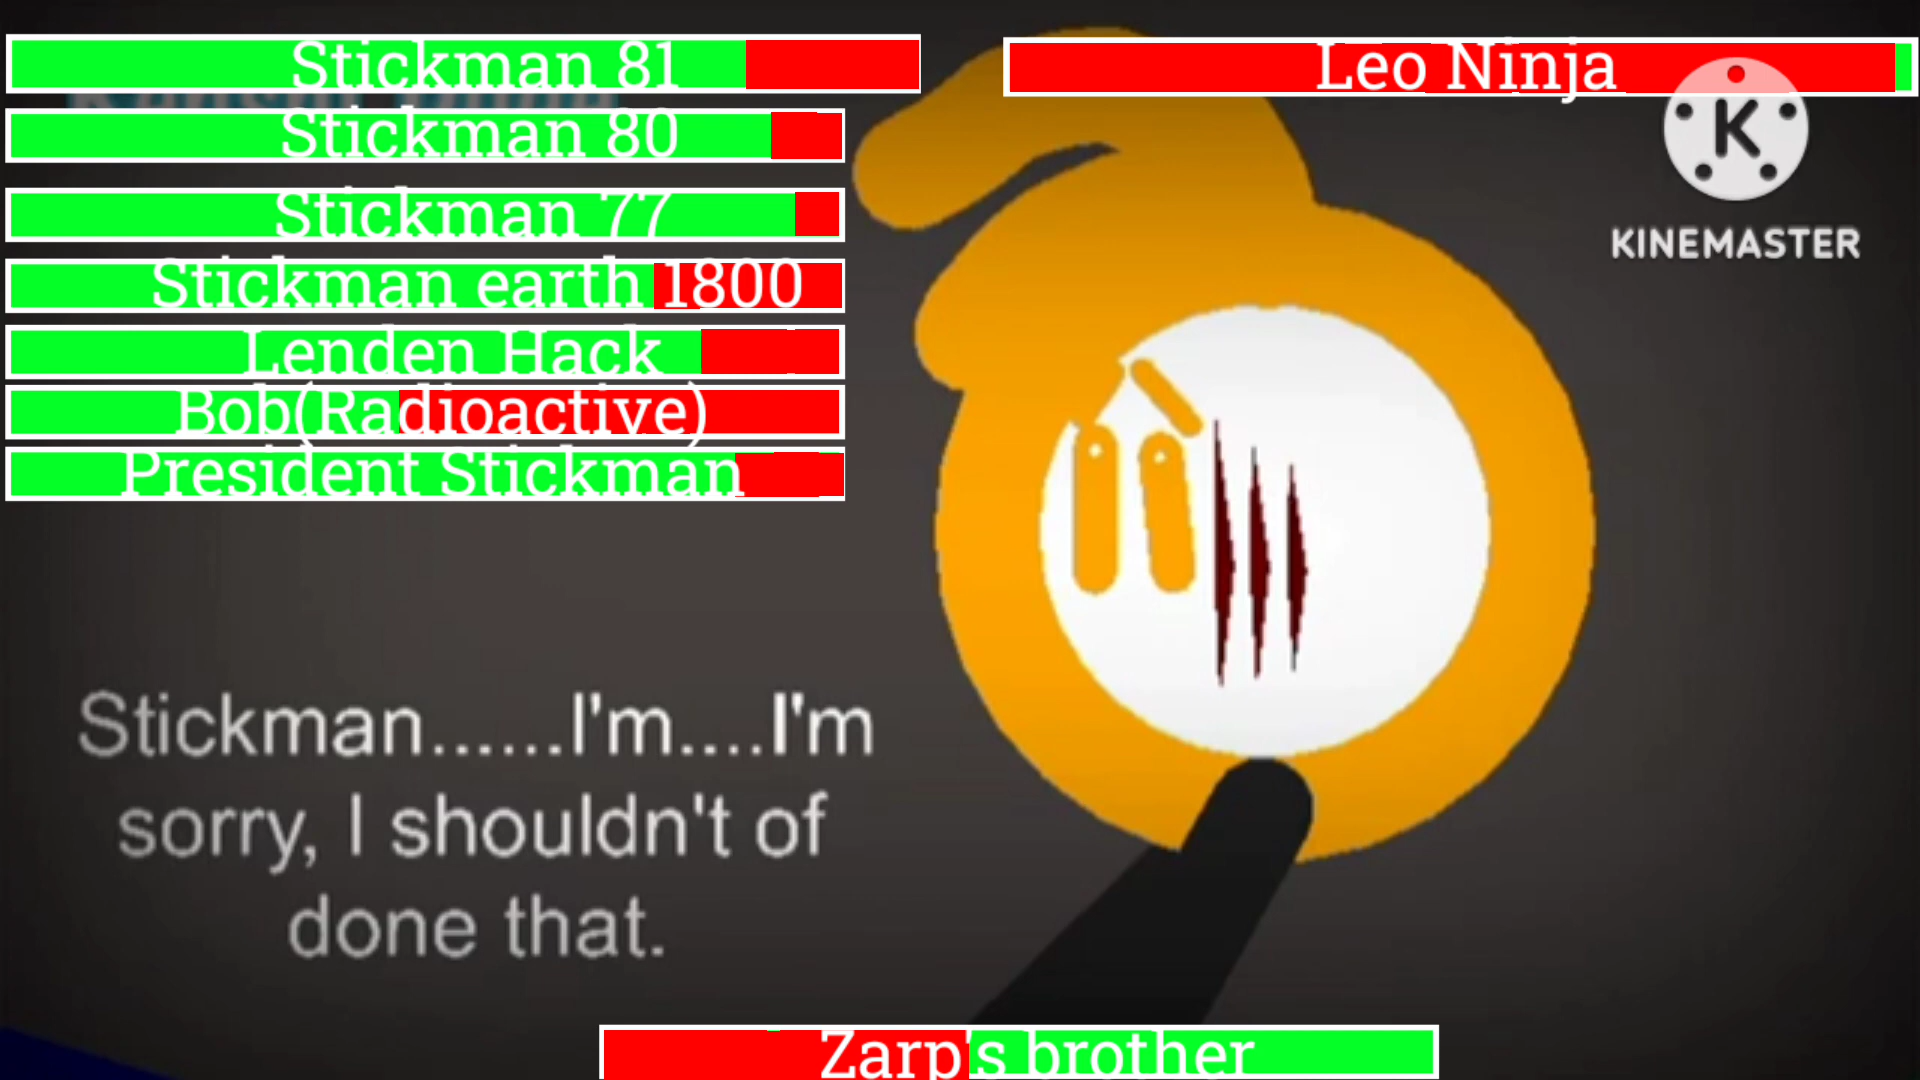 Stickman 81
Leo Ninja
Stickman 80
Stickman 77
Stickman earth 1800
Lenden Hack
Bob(Radioactive)
President Stickman
K
KINEMASTER
Stickman......I'm....I'm
sorry, I shouldn't of
done that.
Zarp's brother